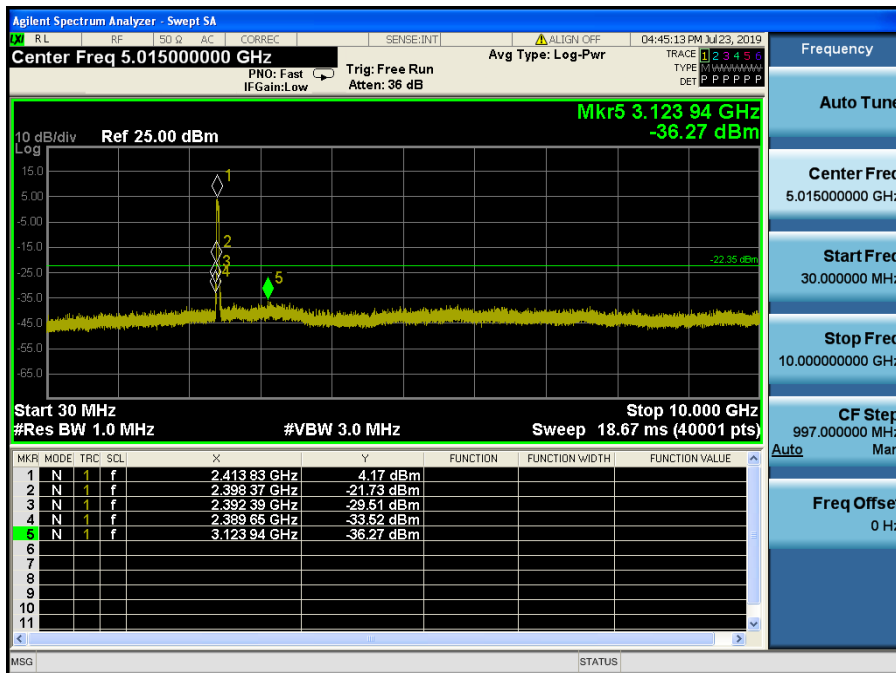 Agilent Spectrum Analyzer - Swept SA
LXI RL RF 50 Ω AC CORREC SENSE:INT ALIGN OFF 04:45:13 PM Jul 23, 2019
Center Freq 5.015000000 GHz
PNO: Fast
IFGain:Low
Trig: Free Run
Atten: 36 dB
Avg Type: Log-Pwr
TRACE 1 2 3 4 5 6
TYPE M WWWWW
DET P P P P P P
Mkr5 3.123 94 GHz
-36.27 dBm
10 dB/div Ref 25.00 dBm
Log
15.0
5.00
-5.00
-15.0
-25.0
-35.0
-45.0
-55.0
-65.0
1
2
3
4
5
-22.35 dBm
Start 30 MHz Stop 10.000 GHz
#Res BW 1.0 MHz #VBW 3.0 MHz Sweep 18.67 ms (40001 pts)
MKR MODE TRC SCL X Y FUNCTION FUNCTION WIDTH FUNCTION VALUE
1 N 1 f 2.413 83 GHz 4.17 dBm
2 N 1 f 2.398 37 GHz -21.73 dBm
3 N 1 f 2.392 39 GHz -29.51 dBm
4 N 1 f 2.389 65 GHz -33.52 dBm
5 N 1 f 3.123 94 GHz -36.27 dBm
6
7
8
9
10
11
MSG STATUS
Frequency
Auto Tune
Center Freq
5.015000000 GHz
Start Freq
30.000000 MHz
Stop Freq
10.000000000 GHz
CF Step
997.000000 MHz
Auto Man
Freq Offset
0 Hz